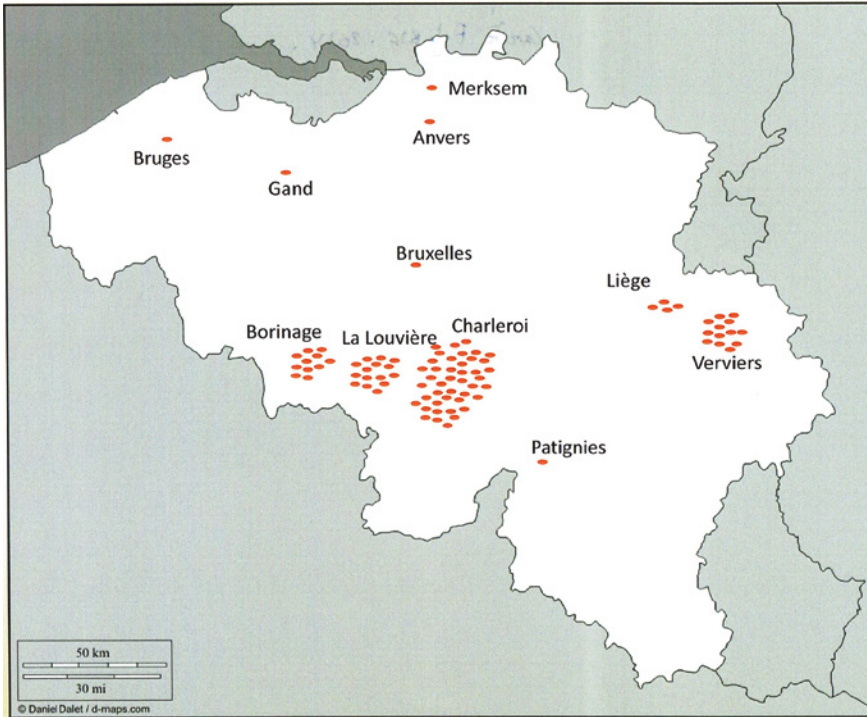 Merksem
Anvers
Bruges
Gand
Bruxelles
Liège
Borinage
La Louvière
Charleroi
Verviers
Patignies
50 km
30 mi
© Daniel Dalet / d-maps.com